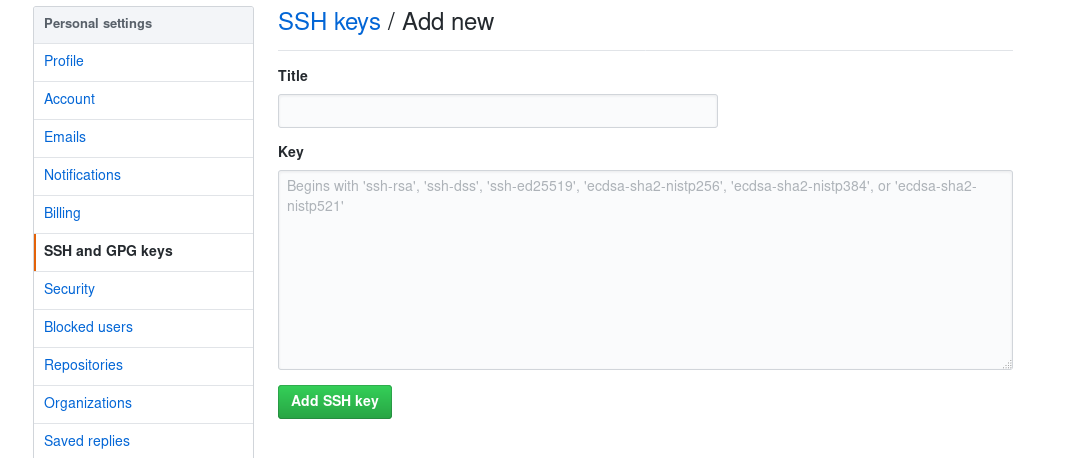 Personal settings
Profile
Account
Emails
Notifications
Billing
SSH and GPG keys
Security
Blocked users
Repositories
Organizations
Saved replies
SSH keys / Add new
Title
Key
Begins with 'ssh-rsa', 'ssh-dss', 'ssh-ed25519', 'ecdsa-sha2-nistp256', 'ecdsa-sha2-nistp384', or 'ecdsa-sha2-
nistp521'
Add SSH key